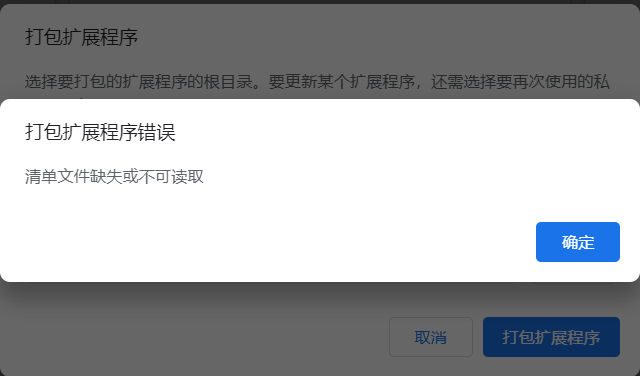 打包扩展程序
选择要打包的扩展程序的根目录。要更新某个扩展程序，还需选择要再次使用的私
打包扩展程序错误
清单文件缺失或不可读取
确定
取消
打包扩展程序